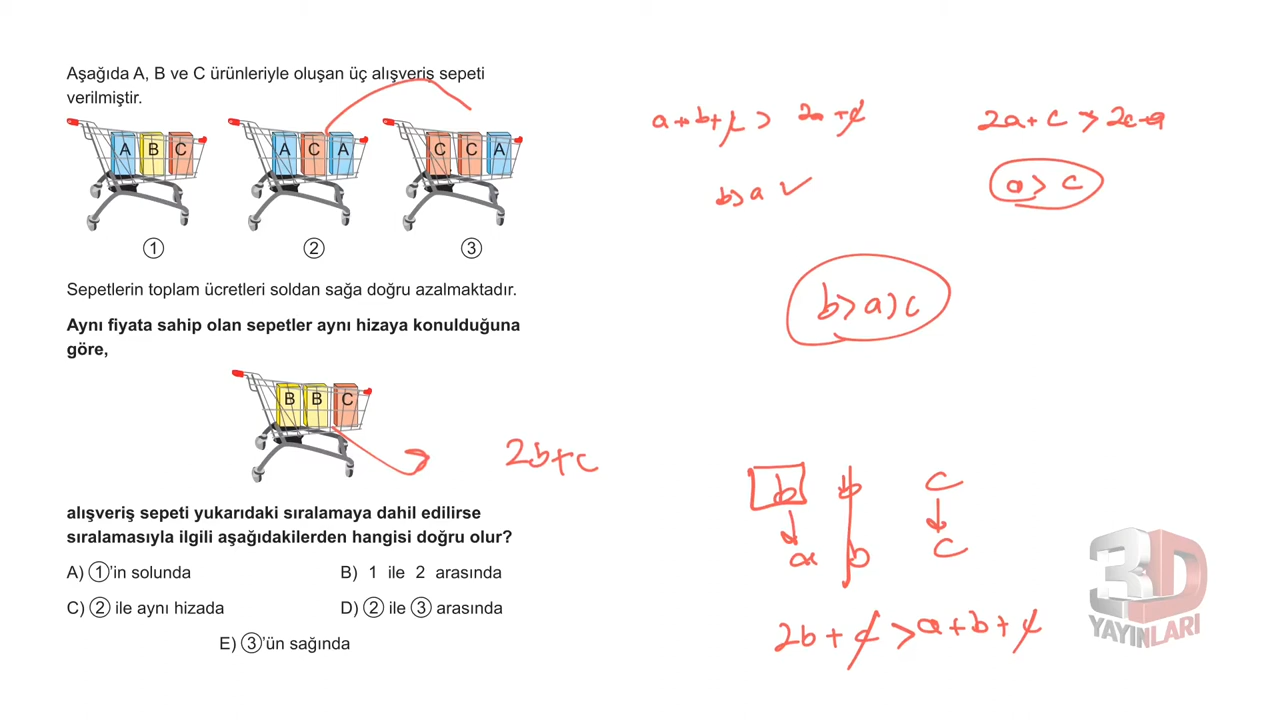 Aşağıda A, B ve C ürünleriyle oluşan üç alışveriş sepeti
verilmiştir.
A B C
A C A
C C A
① ② ③
Sepetlerin toplam ücretleri soldan sağa doğru azalmaktadır.
Aynı fiyata sahip olan sepetler aynı hizaya konulduğuna
göre,
B B C
2b+c
alışveriş sepeti yukarıdaki sıralamaya dahil edilirse
sıralamasıyla ilgili aşağıdakilerden hangisi doğru olur?
A) ①'in solunda
B) 1 ile 2 arasında
C) ② ile aynı hizada
D) ② ile ③ arasında
E) ③'ün sağında
a+b+c > 2a+c
b>a ✓
2a+c > 2c+a
a>c
b>a>c
b b c
a b c
2b+c > a+b+c
3D
YAYINLARI